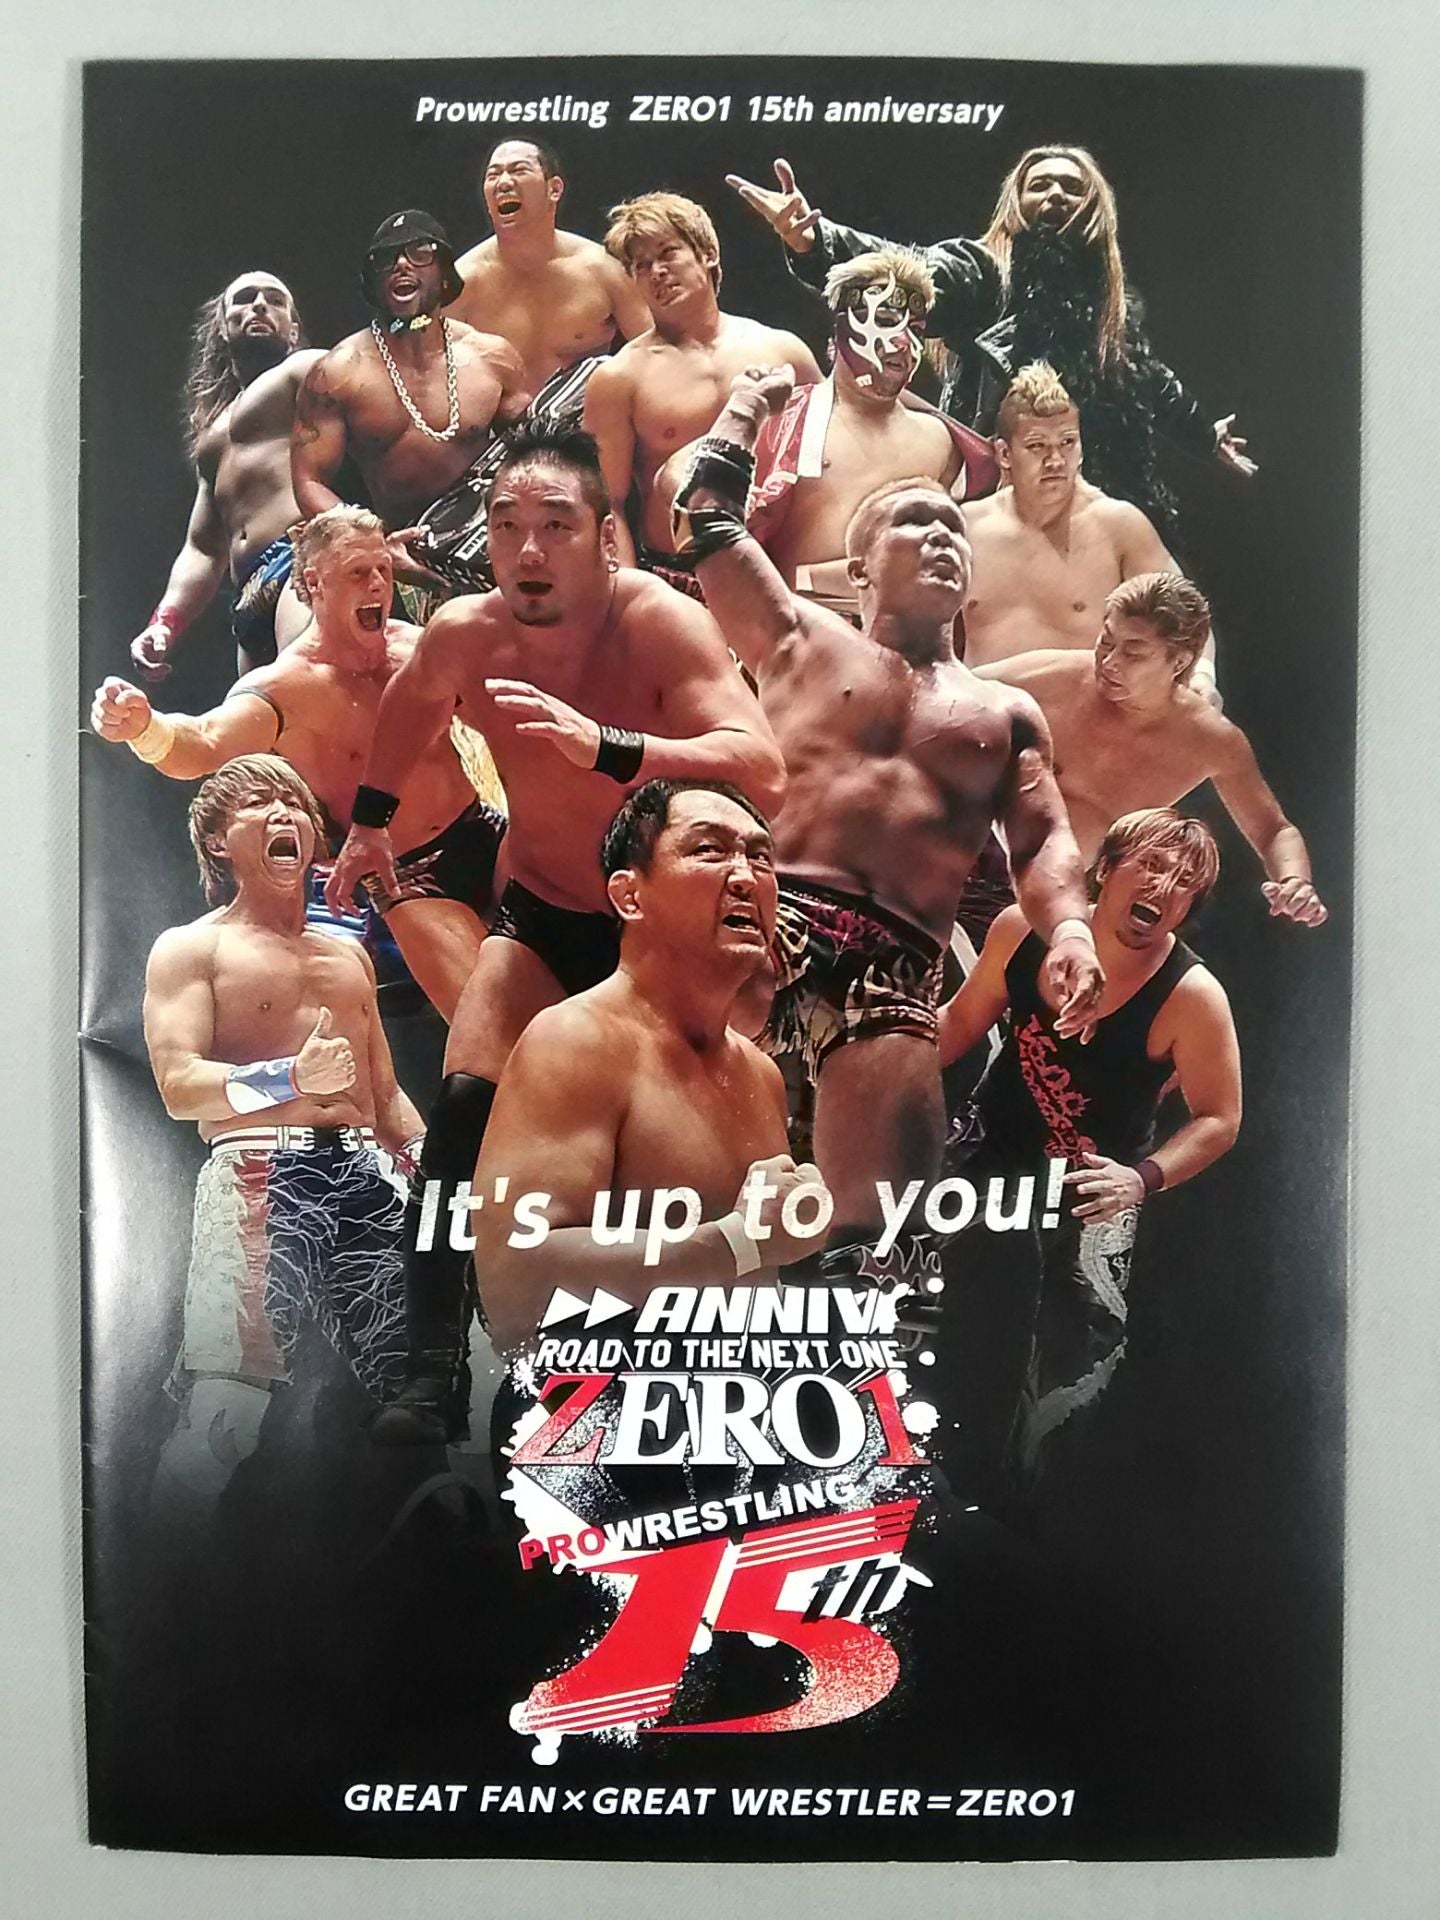 Prowrestling ZERO1 15th anniversary
It's up to you!
ANNIV
ROAD TO THE NEXT ONE
ZERO1
PROWRESTLING
15th
GREAT FAN×GREAT WRESTLER=ZERO1